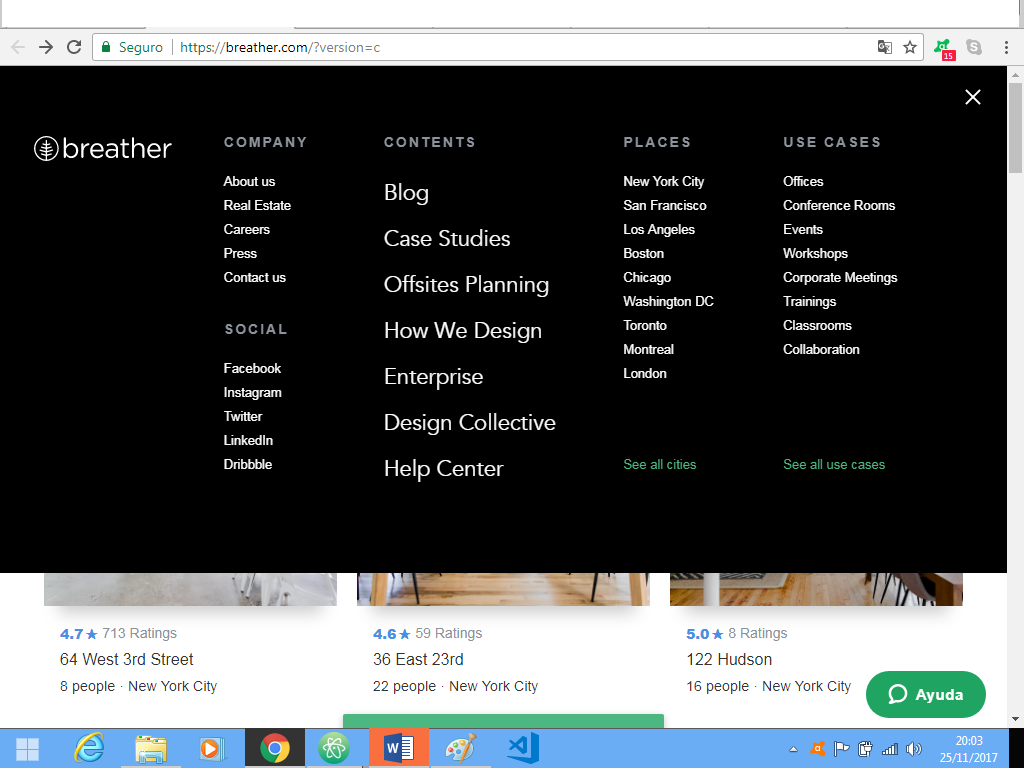 Seguro https://breather.com/?version=c
15
breather
COMPANY
About us
Real Estate
Careers
Press
Contact us
SOCIAL
Facebook
Instagram
Twitter
LinkedIn
Dribbble
CONTENTS
Blog
Case Studies
Offsites Planning
How We Design
Enterprise
Design Collective
Help Center
PLACES
New York City
San Francisco
Los Angeles
Boston
Chicago
Washington DC
Toronto
Montreal
London
See all cities
USE CASES
Offices
Conference Rooms
Events
Workshops
Corporate Meetings
Trainings
Classrooms
Collaboration
See all use cases
4.7 ★ 713 Ratings
64 West 3rd Street
8 people · New York City
4.6 ★ 59 Ratings
36 East 23rd
22 people · New York City
5.0 ★ 8 Ratings
122 Hudson
16 people · New York City
Ayuda
20:03
25/11/2017